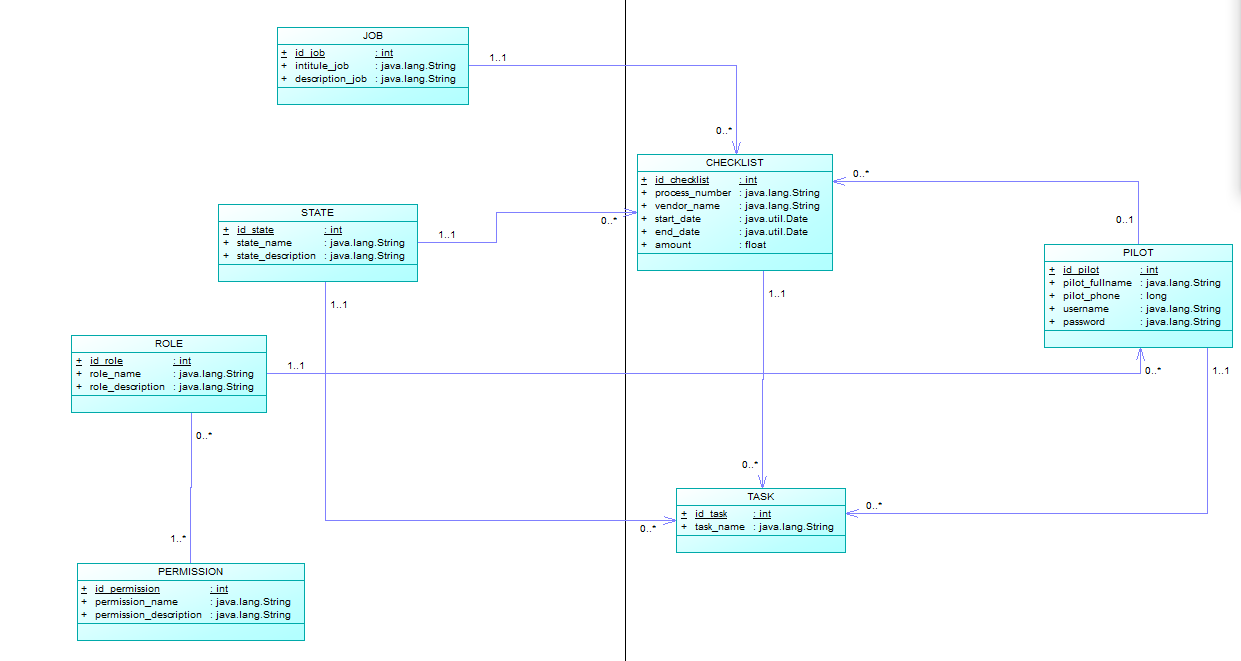 JOB
+ id_job : int
+ intitule_job : java.lang.String
+ description_job : java.lang.String
1..1
0..*
CHECKLIST
+ id_checklist : int
+ process_number : java.lang.String
+ vendor_name : java.lang.String
+ start_date : java.util.Date
+ end_date : java.util.Date
+ amount : float
0..*
0..1
STATE
+ id_state : int
+ state_name : java.lang.String
+ state_description : java.lang.String
1..1
0..*
1..1
1..1
PILOT
+ id_pilot : int
+ pilot_fullname : java.lang.String
+ pilot_phone : long
+ username : java.lang.String
+ password : java.lang.String
ROLE
+ id_role : int
+ role_name : java.lang.String
+ role_description : java.lang.String
1..1
0..*
1..1
0..*
1..*
0..*
TASK
+ id_task : int
+ task_name : java.lang.String
0..*
0..*
PERMISSION
+ id_permission : int
+ permission_name : java.lang.String
+ permission_description : java.lang.String